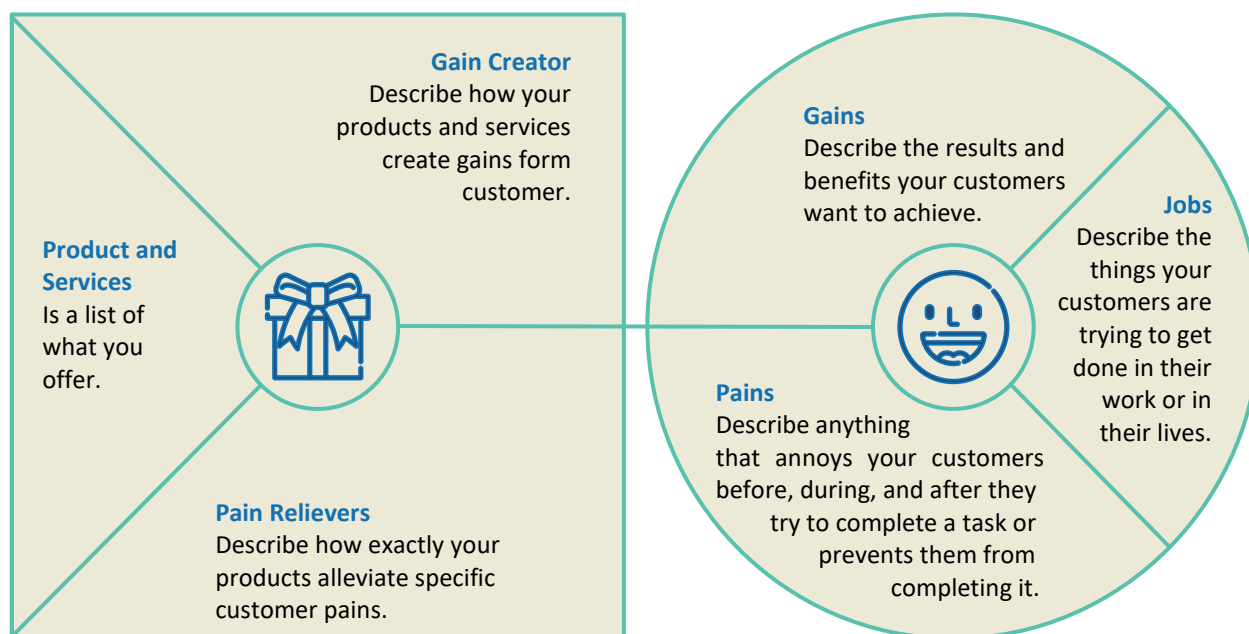 Gain Creator
Describe how your
products and services
create gains form
customer.
Product and
Services
Is a list of
what you
offer.
Pain Relievers
Describe how exactly your
products alleviate specific
customer pains.
Gains
Describe the results and
benefits your customers
want to achieve.
Jobs
Describe the
things your
customers are
trying to get
done in their
work or in
their lives.
Pains
Describe anything
that annoys your customers
before, during, and after they
try to complete a task or
prevents them from
completing it.